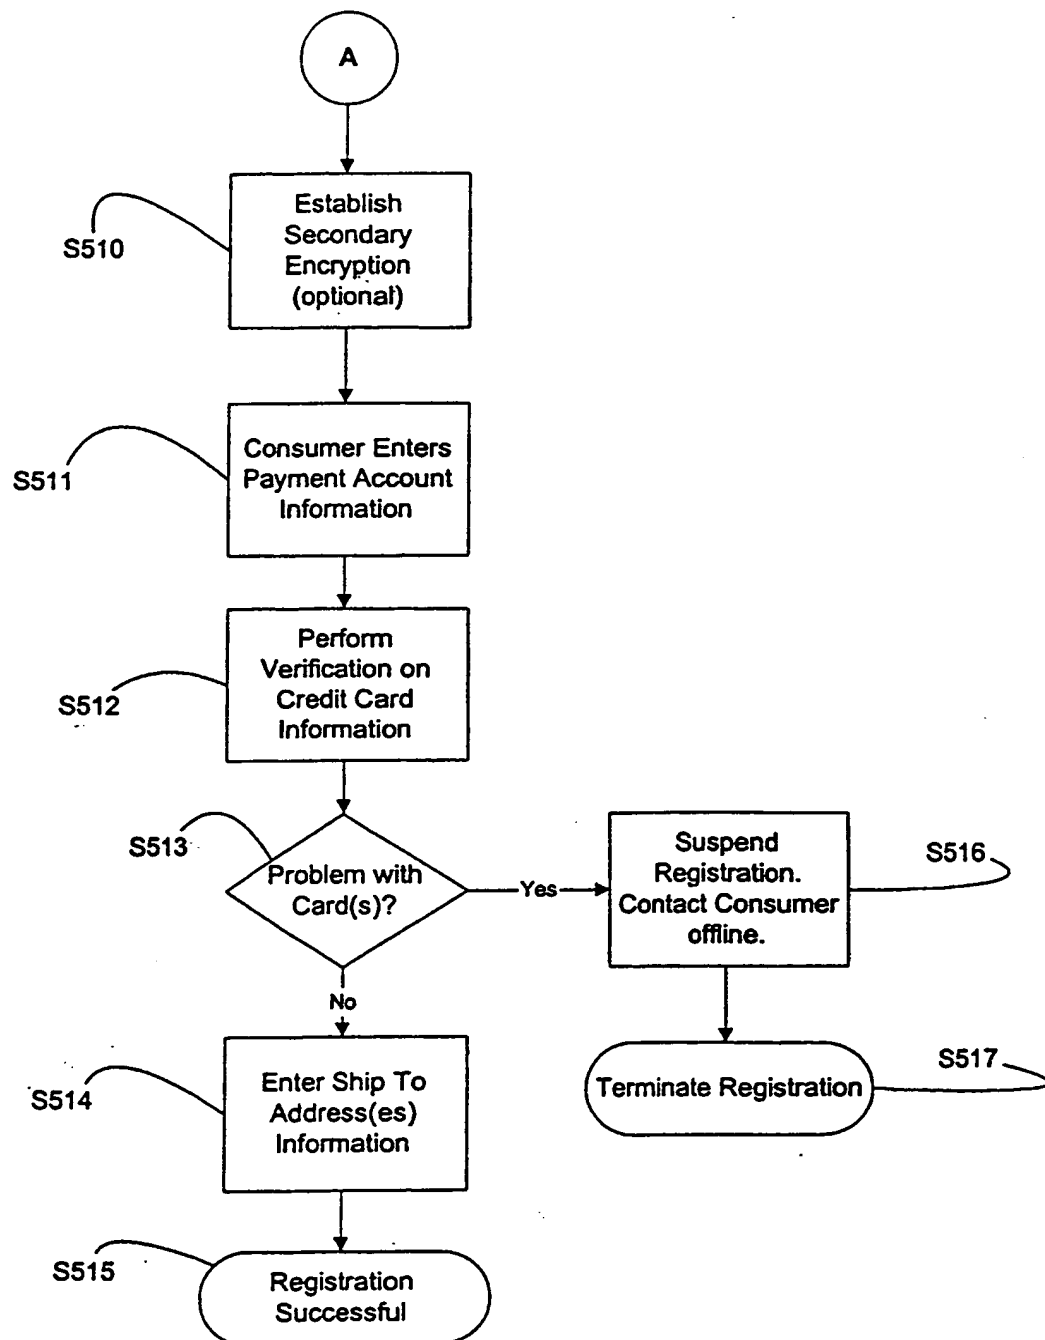 A
Establish
Secondary
Encryption
(optional)
S510
Consumer Enters
Payment Account
Information
S511
Perform
Verification on
Credit Card
Information
S512
S513
Problem with
Card(s)?
Yes
Suspend
Registration.
Contact Consumer
offline.
S516
No
Enter Ship To
Address(es)
Information
S514
Terminate Registration
S517
Registration
Successful
S515